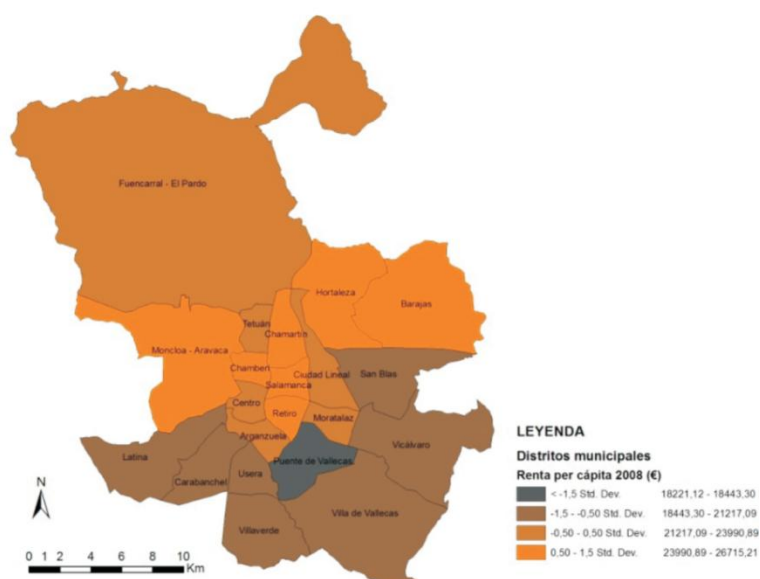 Fuencarral - El Pardo
Hortaleza
Barajas
Tetuán
Chamartín
Moncloa - Aravaca
Chamberí
Ciudad Lineal
San Blas
Salamanca
Centro
Retiro
Moratalaz
Arganzuela
Latina
Puente de Vallecas
Vicálvaro
Carabanchel
Usera
Villaverde
Villa de Vallecas
N
0 1 2 4 6 8 10
Km
LEYENDA
Distritos municipales
Renta per cápita 2008 (€)
< -1,5 Std. Dev. 18221,12 - 18443,30
-1,5 - -0,50 Std. Dev. 18443,30 - 21217,09
-0,50 - 0,50 Std. Dev. 21217,09 - 23990,89
0,50 - 1,5 Std. Dev. 23990,89 - 26715,21